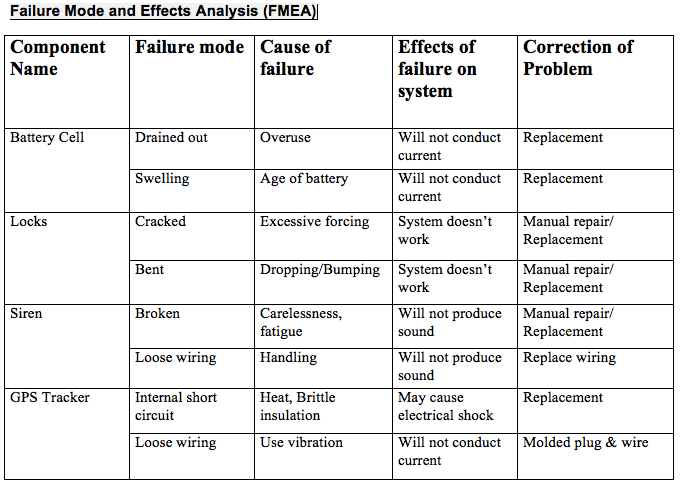 Failure Mode and Effects Analysis (FMEA)
Component Name | Failure mode | Cause of failure | Effects of failure on system | Correction of Problem
Battery Cell | Drained out | Overuse | Will not conduct current | Replacement
Swelling | Age of battery | Will not conduct current | Replacement
Locks | Cracked | Excessive forcing | System doesn’t work | Manual repair/ Replacement
Bent | Dropping/Bumping | System doesn’t work | Manual repair/ Replacement
Siren | Broken | Carelessness, fatigue | Will not produce sound | Manual repair/ Replacement
Loose wiring | Handling | Will not produce sound | Replace wiring
GPS Tracker | Internal short circuit | Heat, Brittle insulation | May cause electrical shock | Replacement
Loose wiring | Use vibration | Will not conduct current | Molded plug & wire